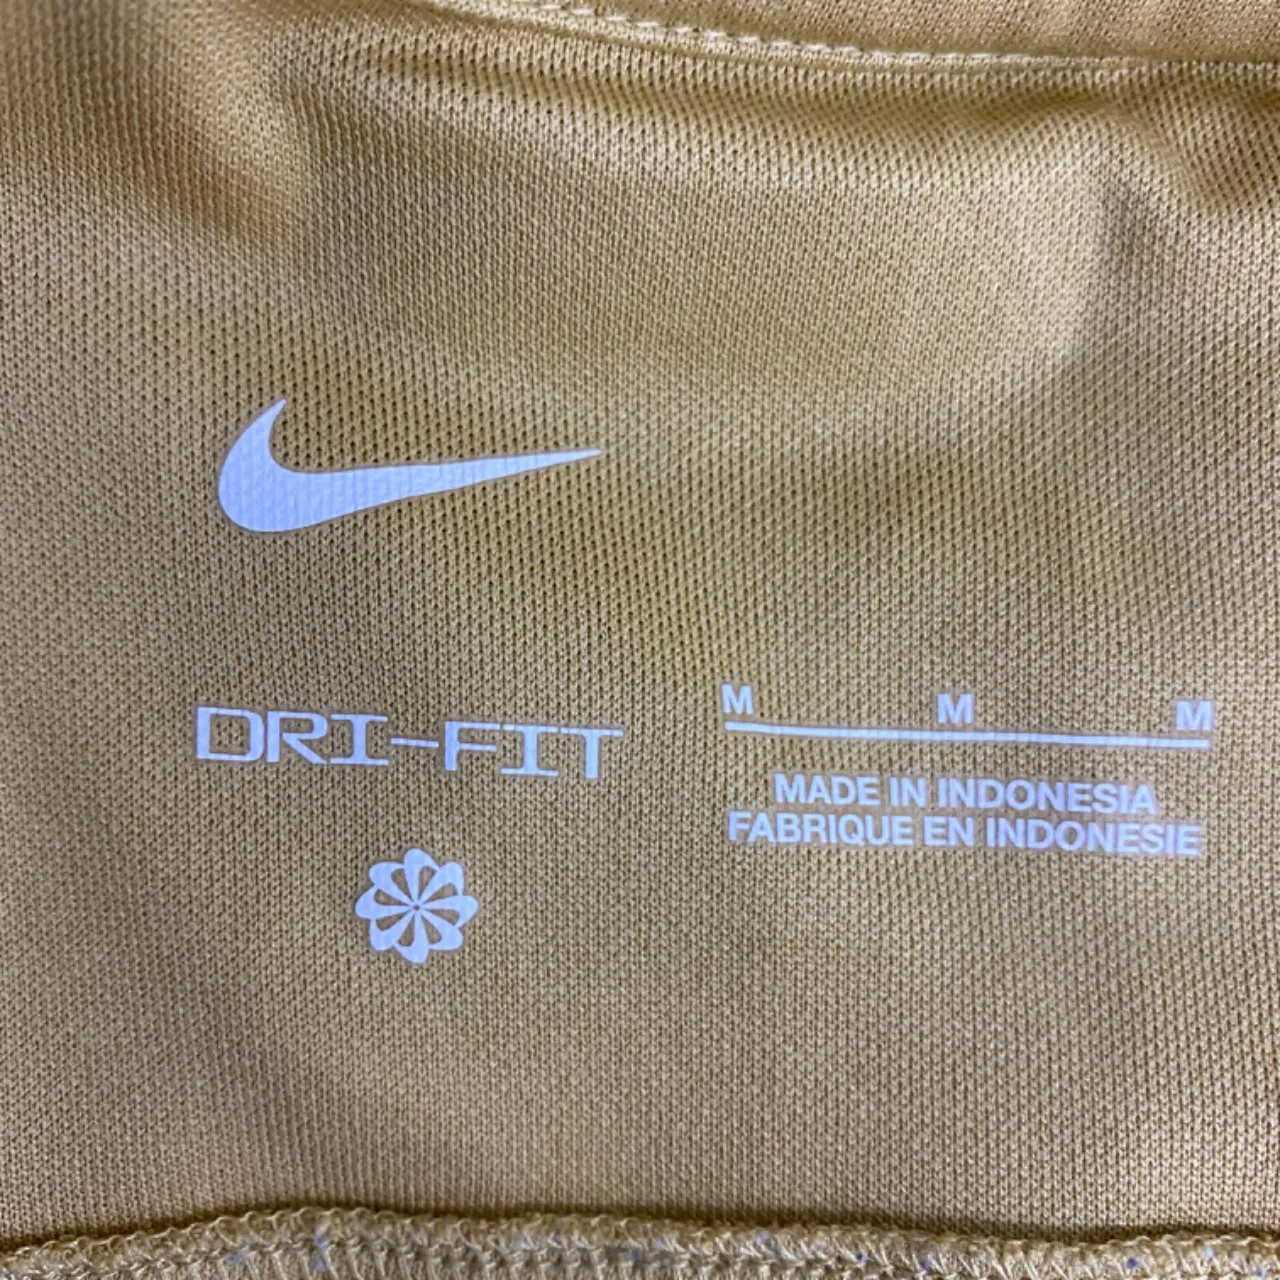 DRI-FIT
M M M
MADE IN INDONESIA
FABRIQUE EN INDONESIE